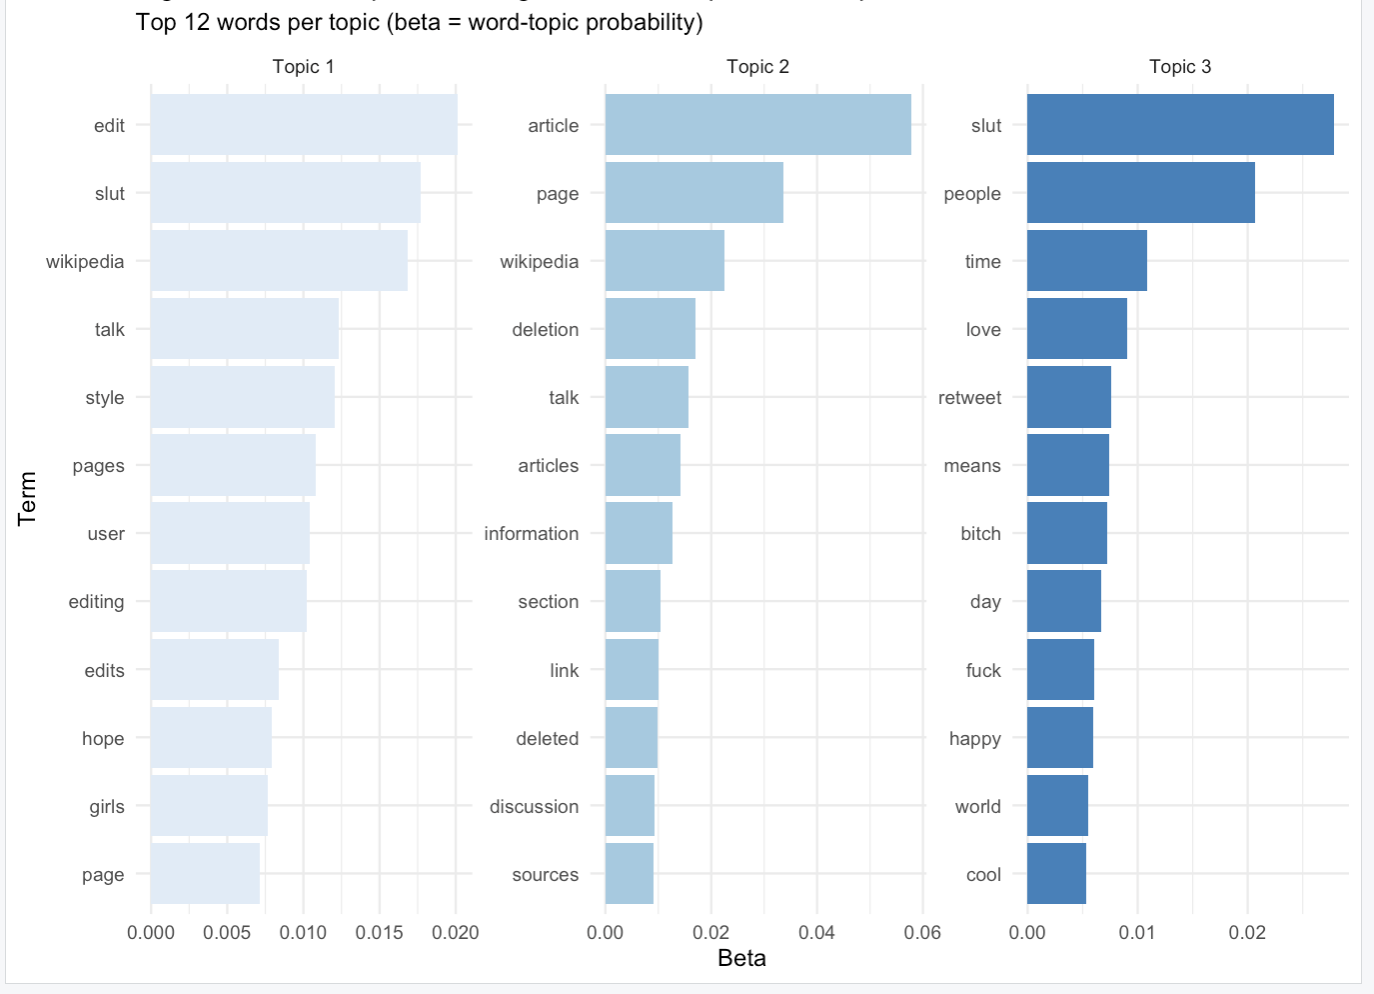 Top 12 words per topic (beta = word-topic probability)
Topic 1
edit
slut
wikipedia
talk
style
pages
user
editing
edits
hope
girls
page
0.000 0.005 0.010 0.015 0.020
Topic 2
article
page
wikipedia
deletion
talk
articles
information
section
link
deleted
discussion
sources
0.00 0.02 0.04 0.06
Topic 3
slut
people
time
love
retweet
means
bitch
day
fuck
happy
world
cool
0.00 0.01 0.02
Term
Beta